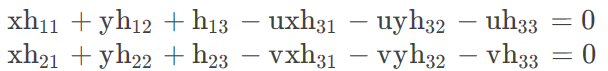 xh₁₁ + yh₁₂ + h₁₃ − uxh₃₁ − uyh₃₂ − uh₃₃ = 0
xh₂₁ + yh₂₂ + h₂₃ − vxh₃₁ − vyh₃₂ − vh₃₃ = 0